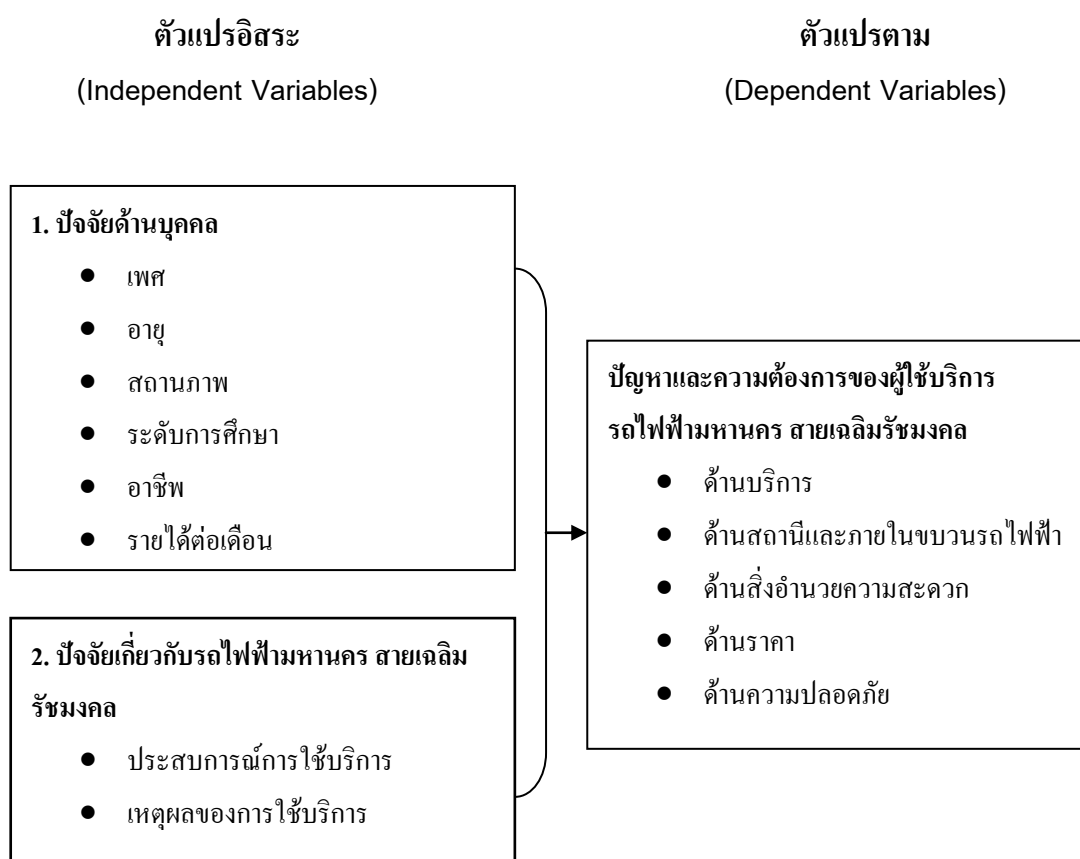 ตัวแปรอิสระ
(Independent Variables)
ตัวแปรตาม
(Dependent Variables)
1. ปัจจัยด้านบุคคล
● เพศ
● อายุ
● สถานภาพ
● ระดับการศึกษา
● อาชีพ
● รายได้ต่อเดือน
2. ปัจจัยเกี่ยวกับรถไฟฟ้ามหานคร สายเฉลิม
รัชมงคล
● ประสบการณ์การใช้บริการ
● เหตุผลของการใช้บริการ
ปัญหาและความต้องการของผู้ใช้บริการ
รถไฟฟ้ามหานคร สายเฉลิมรัชมงคล
● ด้านบริการ
● ด้านสถานีและภายในขบวนรถไฟฟ้า
● ด้านสิ่งอำนวยความสะดวก
● ด้านราคา
● ด้านความปลอดภัย